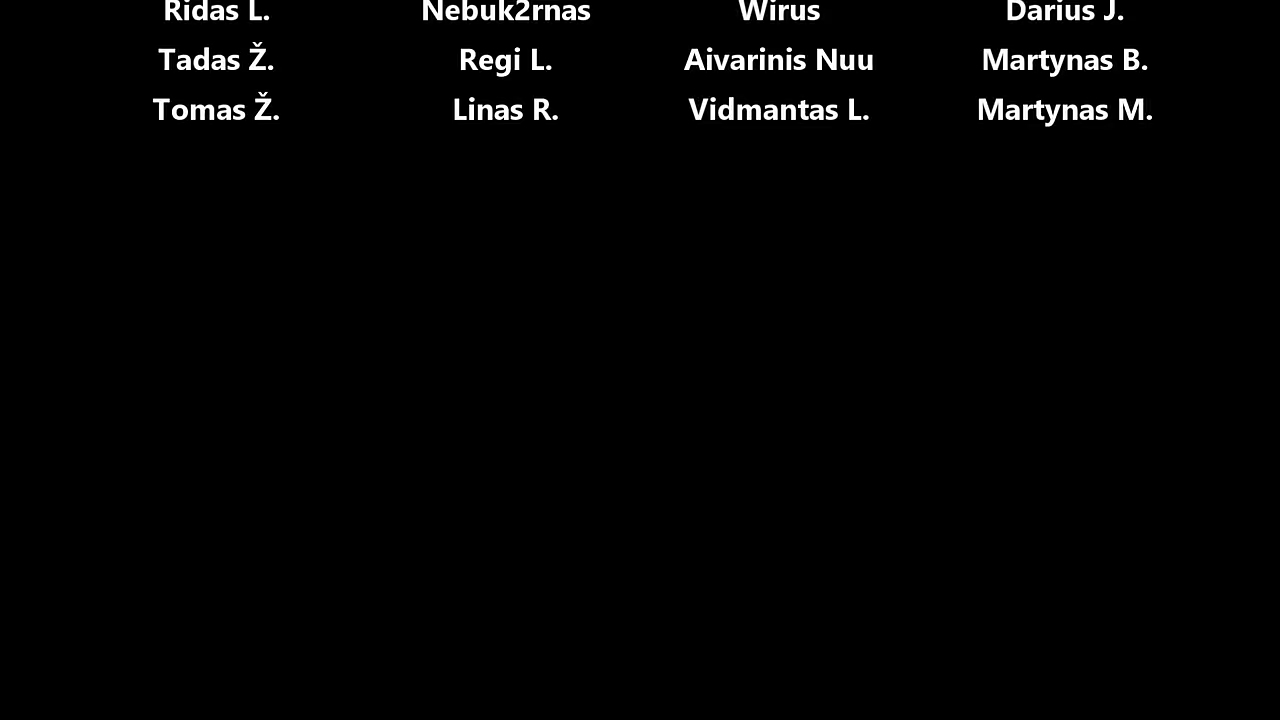 Ridas L. Nebuk2rnas Wirus Darius J.
Tadas Ž. Regi L. Aivarinis Nuu Martynas B.
Tomas Ž. Linas R. Vidmantas L. Martynas M.